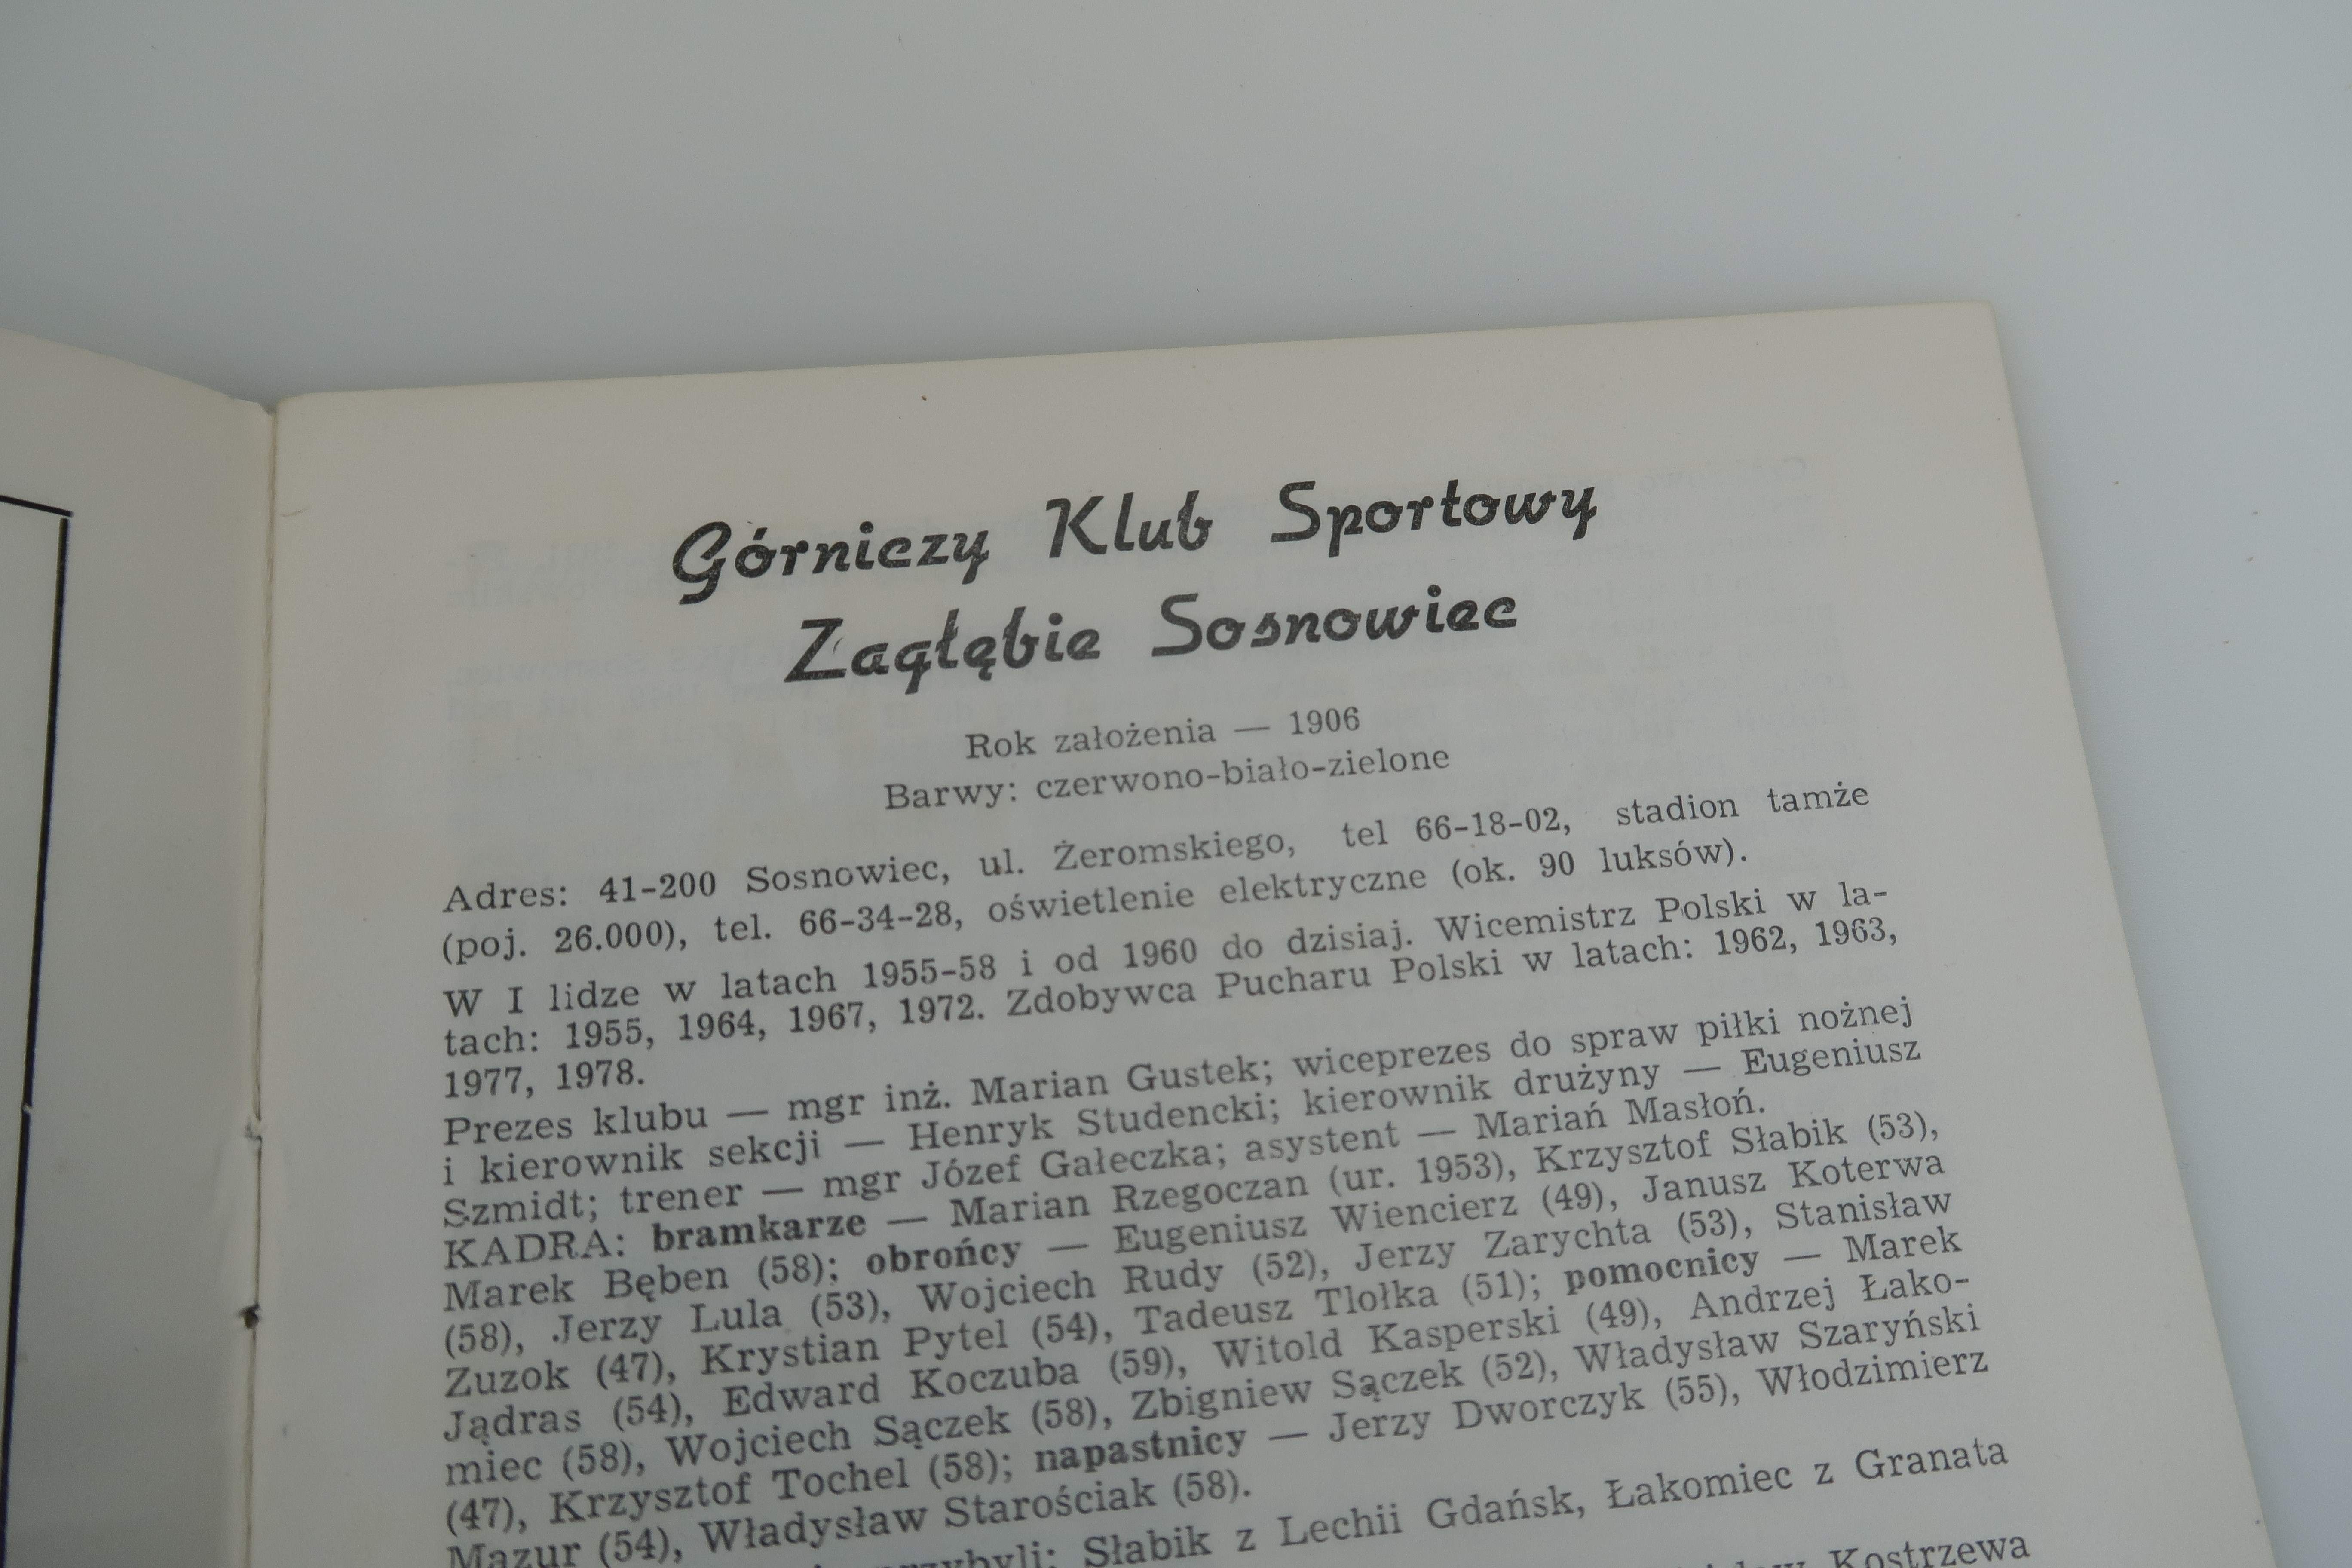 Górniczy Klub Sportowy
Zagłębie Sosnowiec
Rok założenia — 1906
Barwy: czerwono-biało-zielone
Adres: 41-200 Sosnowiec, ul. Żeromskiego, tel 66-18-02, stadion tamże
(poj. 26.000), tel. 66-34-28, oświetlenie elektryczne (ok. 90 luksów).
W I lidze w latach 1955-58 i od 1960 do dzisiaj. Wicemistrz Polski w la-
tach: 1955, 1964, 1967, 1972. Zdobywca Pucharu Polski w latach: 1962, 1963,
1977, 1978.
Prezes klubu — mgr inż. Marian Gustek; wiceprezes do spraw piłki nożnej
i kierownik sekcji — Henryk Studencki; kierownik drużyny — Eugeniusz
Szmidt; trener — mgr Józef Gałeczka; asystent — Mariań Masłoń.
KADRA: bramkarze — Marian Rzegoczan (ur. 1953), Krzysztof Słabik (53),
Marek Bęben (58); obrońcy — Eugeniusz Wiencierz (49), Janusz Koterwa
(58), Jerzy Lula (53), Wojciech Rudy (52), Jerzy Zarychta (53), Stanisław
Zuzok (47), Krystian Pytel (54), Tadeusz Tlołka (51); pomocnicy — Marek
Jądras (54), Edward Koczuba (59), Witold Kasperski (49), Andrzej Łako-
miec (58), Wojciech Sączek (58), Zbigniew Sączek (52), Władysław Szaryński
(47), Krzysztof Tochel (58); napastnicy — Jerzy Dworczyk (55), Włodzimierz
Mazur (54), Władysław Starościak (58).
przybyli: Słabik z Lechii Gdańsk, Łakomiec z Granata
Kostrzewa